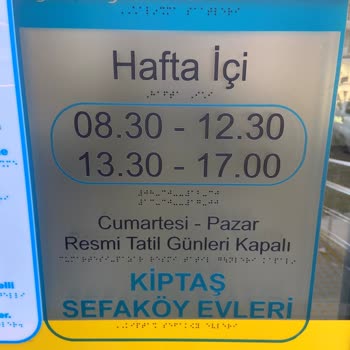 Hafta İçi
08.30 - 12.30
13.30 - 17.00
Cumartesi - Pazar
Resmi Tatil Günleri Kapalı
KİPTAŞ
SEFAKÖY EVLERİ